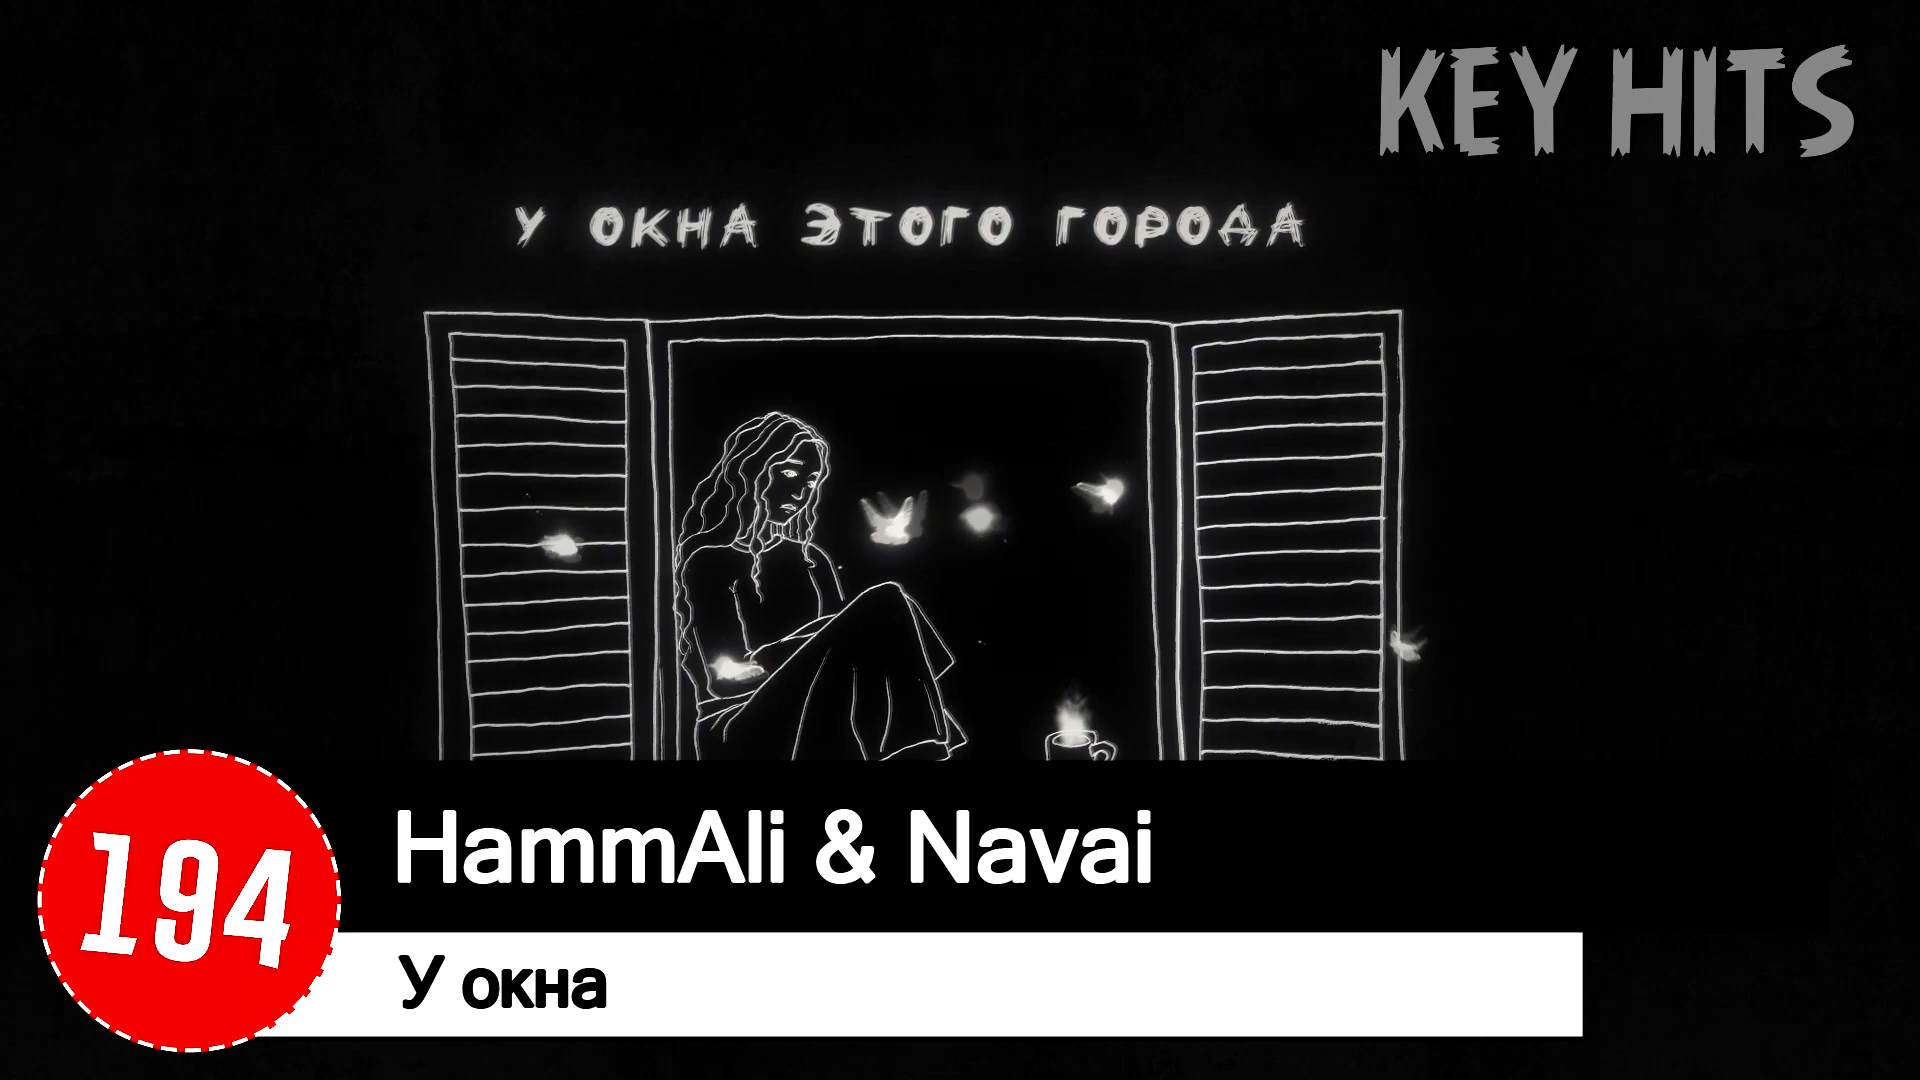 KEY HITS
У ОКНА ЭТОГО ГОРОДА
HammAli & Navai
194
У окна